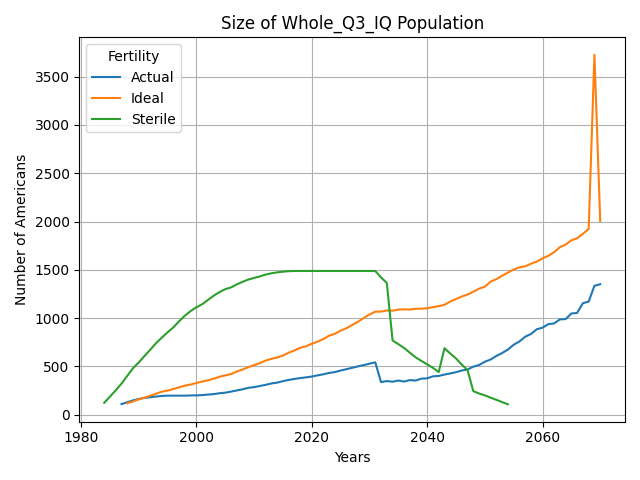 Size of Whole_Q3_IQ Population
Number of Americans
3500
3000
2500
2000
1500
1000
500
0
Fertility
Actual
Ideal
Sterile
1980
2000
2020
2040
2060
Years